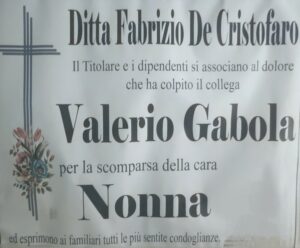 Ditta Fabrizio De Cristofaro
Il Titolare e i dipendenti si associano al dolore
che ha colpito il collega
Valerio Gabola
per la scomparsa della cara
Nonna
ed esprimono ai familiari tutti le più sentite condoglianze.